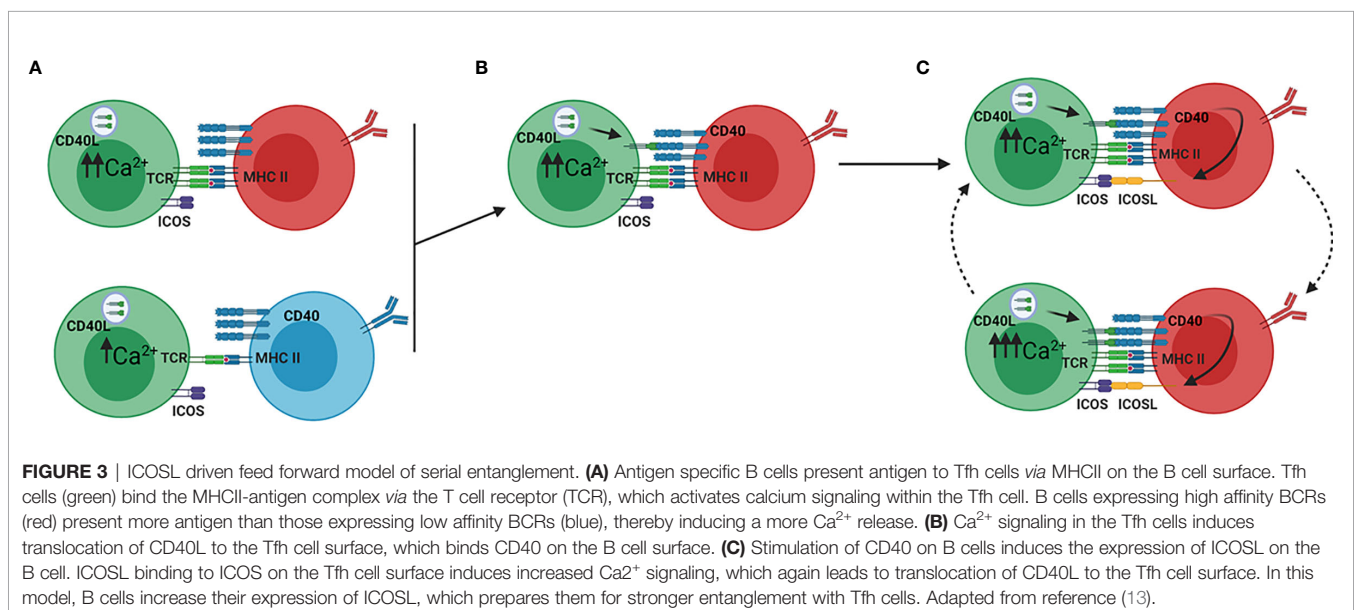 A
B
C
CD40L
Ca2+
TCR
MHC II
ICOS
CD40L
Ca2+
TCR
CD40
MHC II
ICOS
CD40L
Ca2+
TCR
CD40
MHC II
ICOS
CD40L
Ca2+
TCR
CD40
MHC II
ICOS ICOSL
CD40L
Ca2+
TCR
CD40
MHC II
ICOS ICOSL
FIGURE 3 | ICOSL driven feed forward model of serial entanglement. (A) Antigen specific B cells present antigen to Tfh cells via MHCII on the B cell surface. Tfh
cells (green) bind the MHCII-antigen complex via the T cell receptor (TCR), which activates calcium signaling within the Tfh cell. B cells expressing high affinity BCRs
(red) present more antigen than those expressing low affinity BCRs (blue), thereby inducing a more Ca2+ release. (B) Ca2+ signaling in the Tfh cells induces
translocation of CD40L to the Tfh cell surface, which binds CD40 on the B cell surface. (C) Stimulation of CD40 on B cells induces the expression of ICOSL on the
B cell. ICOSL binding to ICOS on the Tfh cell surface induces increased Ca2+ signaling, which again leads to translocation of CD40L to the Tfh cell surface. In this
model, B cells increase their expression of ICOSL, which prepares them for stronger entanglement with Tfh cells. Adapted from reference (13).